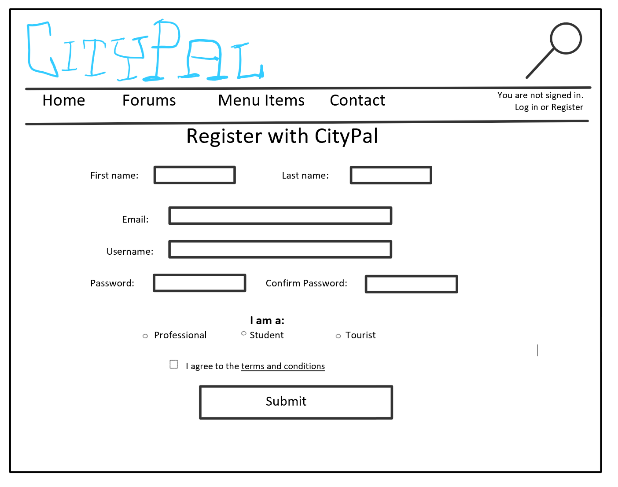 CITYPAL
Home Forums Menu Items Contact
You are not signed in.
Log in or Register
Register with CityPal
First name: Last name:
Email:
Username:
Password: Confirm Password:
I am a:
Professional Student Tourist
I agree to the terms and conditions
Submit